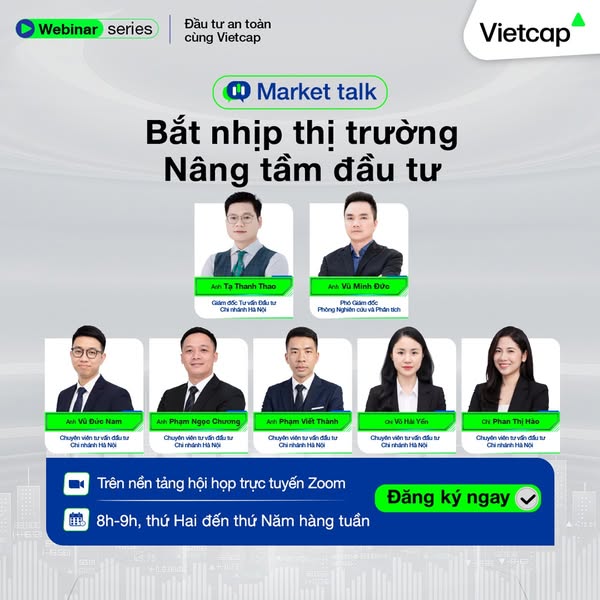 Webinar series
Đầu tư an toàn
cùng Vietcap
Vietcap
Market talk
Bắt nhịp thị trường
Nâng tầm đầu tư
Anh Tạ Thanh Thao
Giám đốc Tư vấn Đầu tư
Chi nhánh Hà Nội
Anh Vũ Minh Đức
Phó Giám đốc
Phòng Nghiên cứu và Phân tích
Anh Vũ Đức Nam
Chuyên viên tư vấn đầu tư
Chi nhánh Hà Nội
Anh Phạm Ngọc Chương
Chuyên viên tư vấn đầu tư
Chi nhánh Hà Nội
Anh Phạm Viết Thành
Chuyên viên tư vấn đầu tư
Chi nhánh Hà Nội
Chị Võ Hải Yến
Chuyên viên tư vấn đầu tư
Chi nhánh Hà Nội
Chị Phan Thị Hảo
Chuyên viên tư vấn đầu tư
Chi nhánh Hà Nội
Trên nền tảng hội họp trực tuyến Zoom
8h-9h, thứ Hai đến thứ Năm hàng tuần
Đăng ký ngay